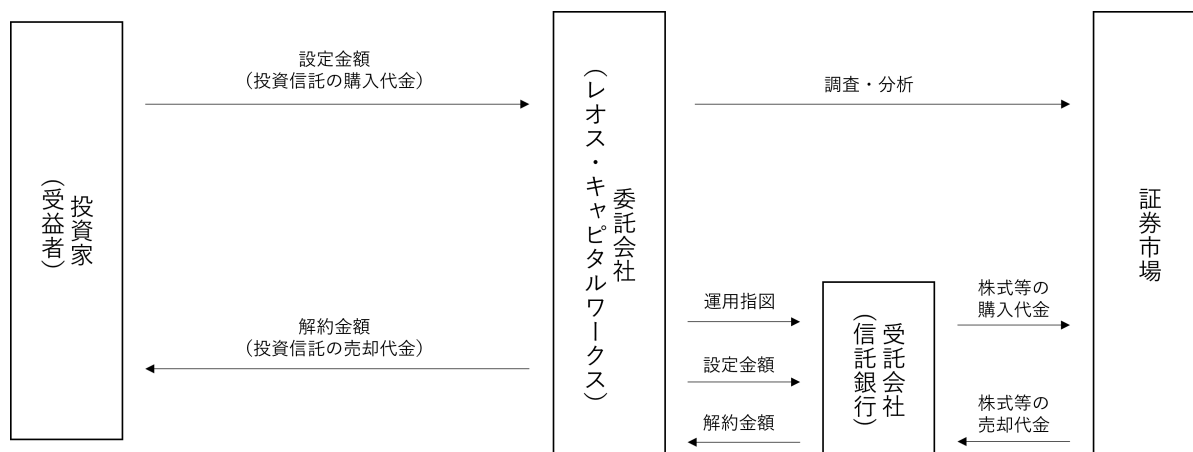 投資家
(受益者)
設定金額
(投資信託の購入代金)
解約金額
(投資信託の売却代金)
委託会社
(レオス・キャピタルワークス)
調査・分析
運用指図
設定金額
解約金額
受託会社
(信託銀行)
株式等の
購入代金
株式等の
売却代金
証券市場